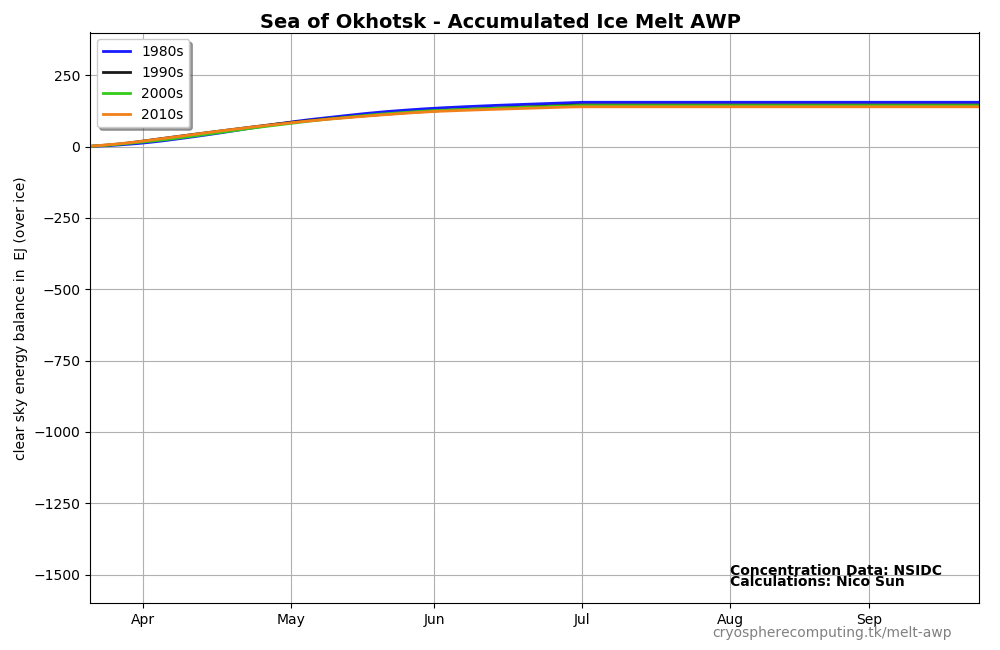 Sea of Okhotsk - Accumulated Ice Melt AWP
1980s
1990s
2000s
2010s
250
0
−250
−500
−750
−1000
−1250
−1500
clear sky energy balance in  EJ (over ice)
Concentration Data: NSIDC
Calculations: Nico Sun
Apr May Jun Jul Aug Sep
cryospherecomputing.tk/melt-awp